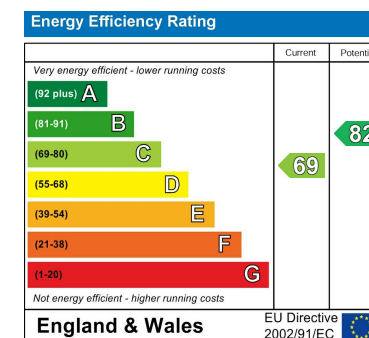 Energy Efficiency Rating
Current Potenti
Very energy efficient - lower running costs
(92 plus) A
(81-91) B
82
(69-80) C
69
(55-68) D
(39-54) E
(21-38) F
(1-20) G
Not energy efficient - higher running costs
England & Wales
EU Directive
2002/91/EC